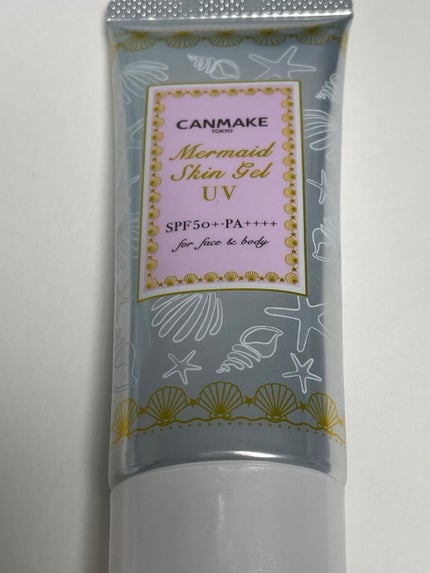 CANMAKE
TOKYO
Mermaid
Skin Gel
UV
SPF50+·PA++++
for face & body